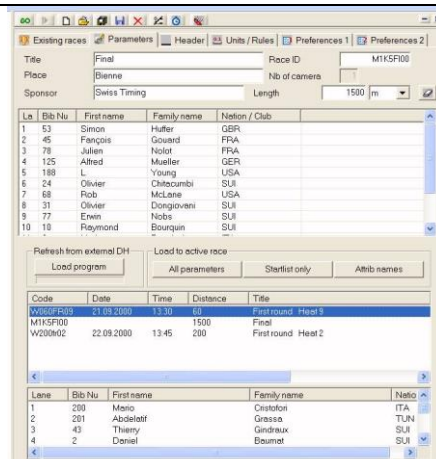 Existing races Parameters Header Units / Rules Preferences 1 Preferences 2
Title Final Race ID M1K5FI00
Place Bienne Nb of camera 1
Sponsor Swiss Timing Length 1500 m
La Bib Nu First name Family name Nation / Club
1 53 Simon Huffer GBR
2 45 Fançois Gouard FRA
3 78 Julien Nolot FRA
4 125 Alfred Mueller GER
5 188 L Young USA
6 24 Olivier Chitacumbi SUI
7 68 Rob McLane USA
8 31 Olivier Dongiovani SUI
9 77 Erwin Nobs SUI
10 10 Raymond Bourquin SUI
Refresh from external DH Load to active race
Load program All parameters Startlist only Attrib names
Code Date Time Distance Title
W060FR09 21.09.2000 13:30 60 First round Heat 9
M1K5FI00 1500 Final
W200fr02 22.09.2000 13:45 200 First round Heat 2
Lane Bib Nu First name Family name Natio
1 200 Mario Cristofori ITA
2 201 Abdelatif Grassa TUN
3 43 Thierry Gindraux SUI
4 2 Daniel Baumat SUI